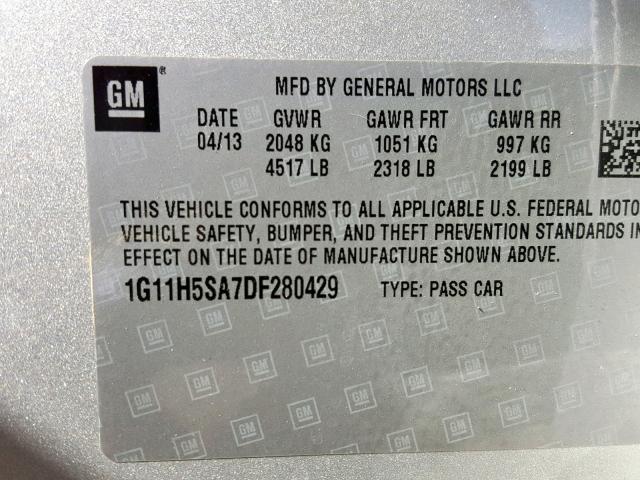 GM ®
MFD BY GENERAL MOTORS LLC
DATE GVWR GAWR FRT GAWR RR
04/13 2048 KG 1051 KG 997 KG
4517 LB 2318 LB 2199 LB
THIS VEHICLE CONFORMS TO ALL APPLICABLE U.S. FEDERAL MOTO
VEHICLE SAFETY, BUMPER, AND THEFT PREVENTION STANDARDS IN
EFFECT ON THE DATE OF MANUFACTURE SHOWN ABOVE.
1G11H5SA7DF280429 TYPE: PASS CAR